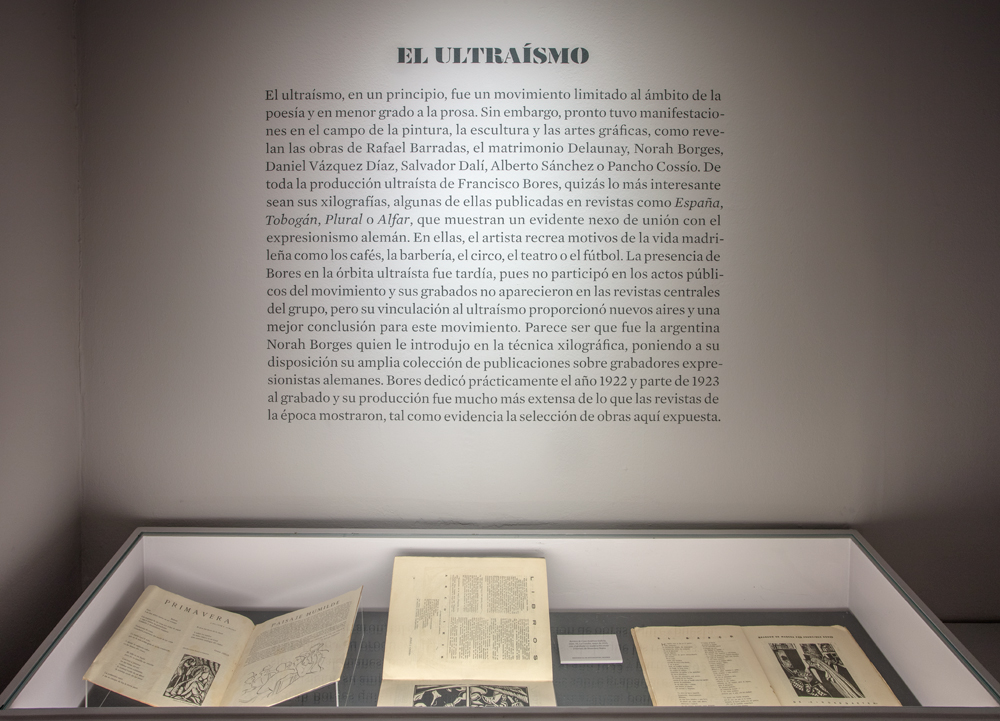 EL ULTRAÍSMO
El ultraísmo, en un principio, fue un movimiento limitado al ámbito de la
poesía y en menor grado a la prosa. Sin embargo, pronto tuvo manifestacio-
nes en el campo de la pintura, la escultura y las artes gráficas, como reve-
lan las obras de Rafael Barradas, el matrimonio Delaunay, Norah Borges,
Daniel Vázquez Díaz, Salvador Dalí, Alberto Sánchez o Pancho Cossío. De
toda la producción ultraísta de Francisco Bores, quizás lo más interesante
sean sus xilografías, algunas de ellas publicadas en revistas como España,
Tobogán, Plural o Alfar, que muestran un evidente nexo de unión con el
expresionismo alemán. En ellas, el artista recrea motivos de la vida madri-
leña como los cafés, la barbería, el circo, el teatro o el fútbol. La presencia de
Bores en la órbita ultraísta fue tardía, pues no participó en los actos públi-
cos del movimiento y sus grabados no aparecieron en las revistas centrales
del grupo, pero su vinculación al ultraísmo proporcionó nuevos aires y una
mejor conclusión para este movimiento. Parece ser que fue la argentina
Norah Borges quien le introdujo en la técnica xilográfica, poniendo a su
disposición su amplia colección de publicaciones sobre grabadores expre-
sionistas alemanes. Bores dedicó prácticamente el año 1922 y parte de 1923
al grabado y su producción fue mucho más extensa de lo que las revistas de
la época mostraron, tal como evidencia la selección de obras aquí expuesta.
PRIMAVERA
PAISAJE HUMILDE
LIBROS